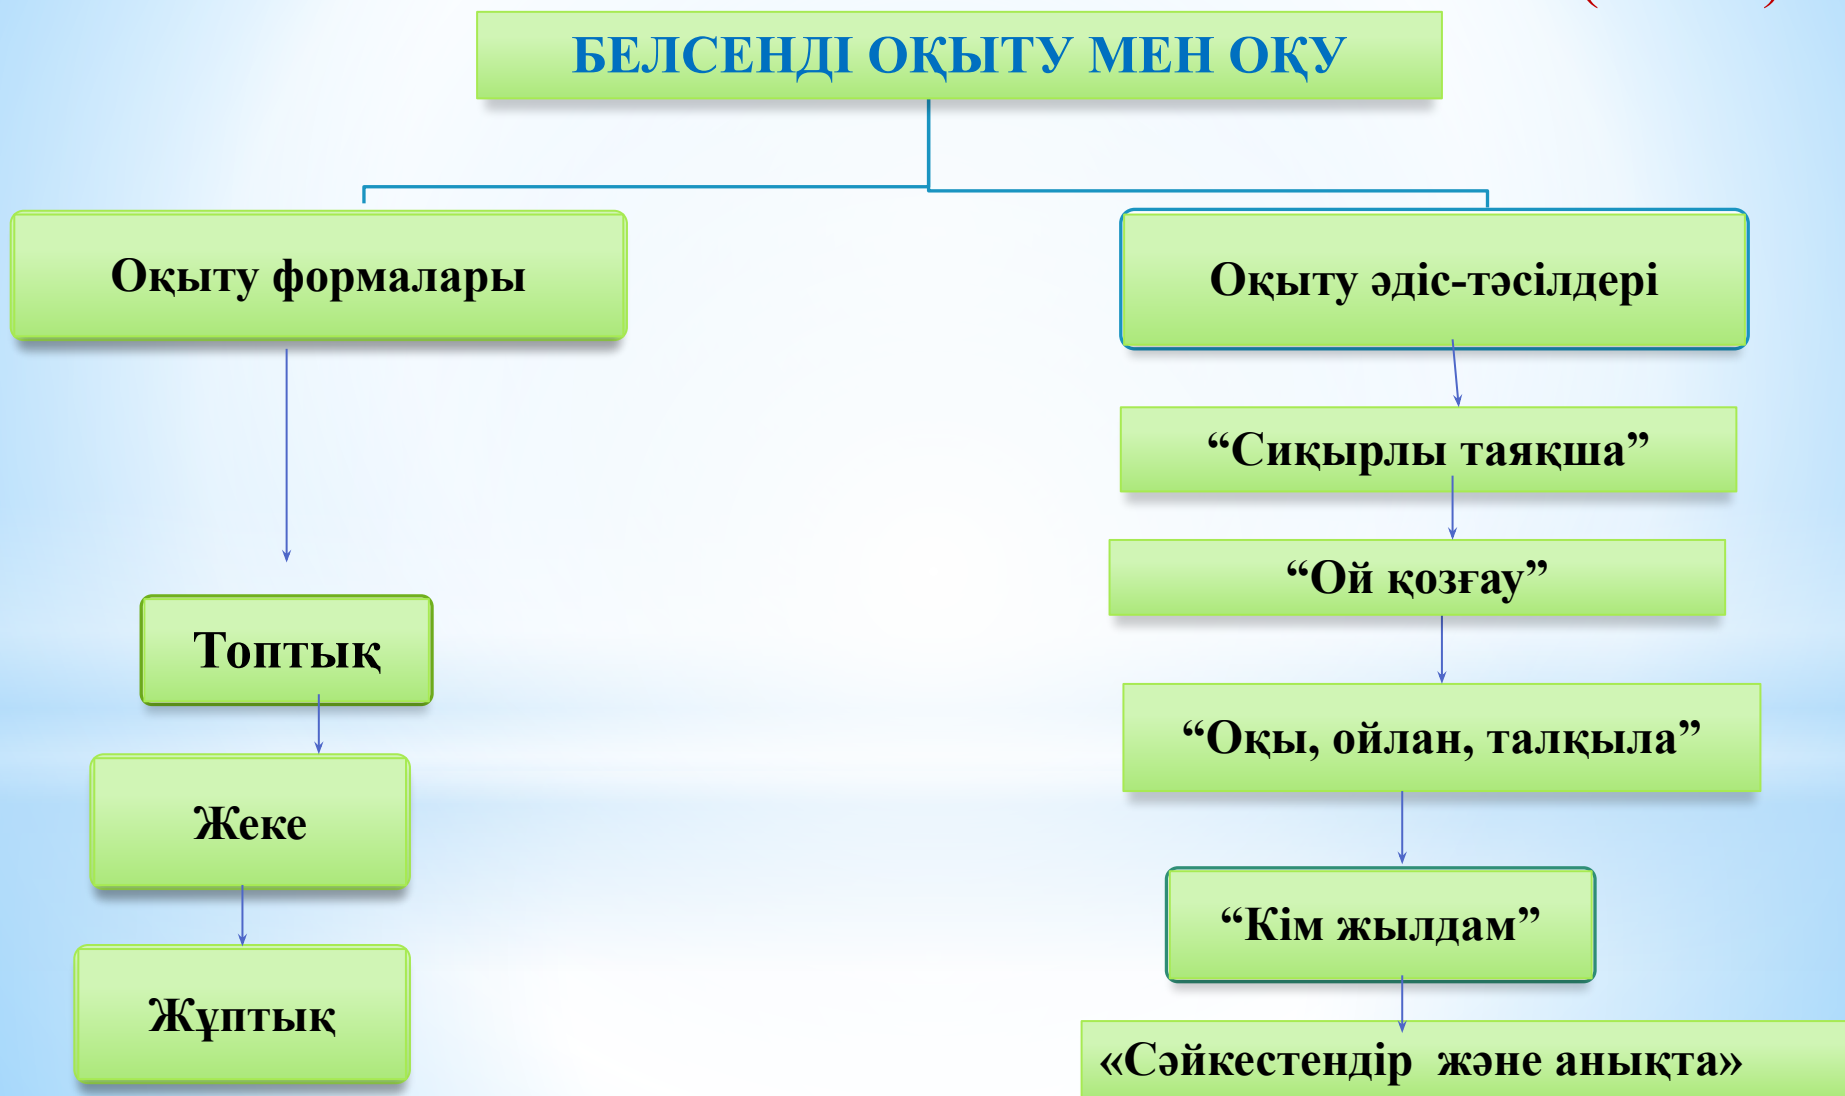 БЕЛСЕНДІ ОҚЫТУ МЕН ОҚУ
Оқыту формалары
Топтық
Жеке
Жұптық
Оқыту әдіс-тәсілдері
“Сиқырлы таяқша”
“Ой қозғау”
“Оқы, ойлан, талқыла”
“Кім жылдам”
«Сәйкестендір және анықта»